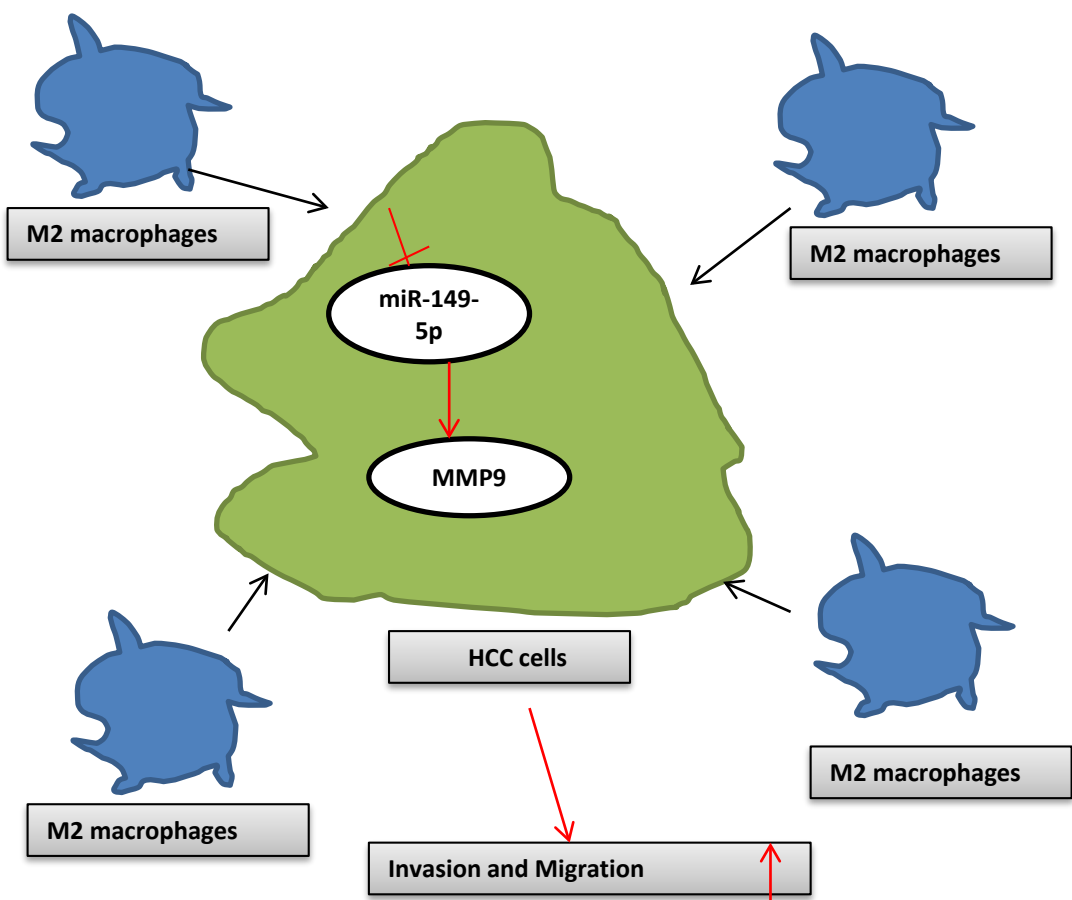 M2 macrophages
M2 macrophages
miR-149-
5p
MMP9
HCC cells
M2 macrophages
M2 macrophages
Invasion and Migration